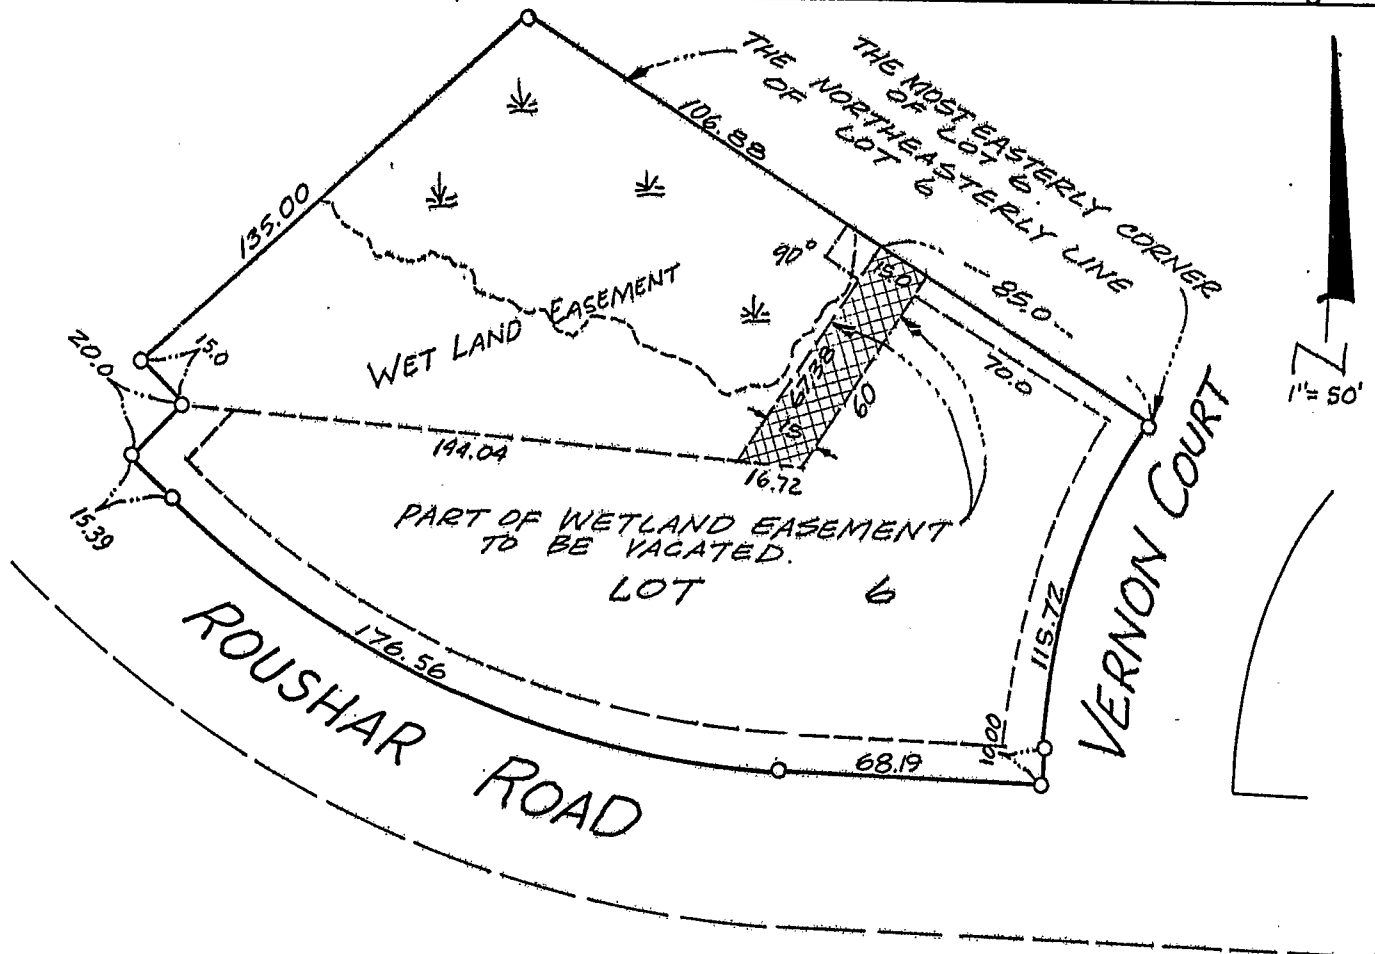 THE MOST EASTERLY CORNER
OF LOT 6.
THE NORTHEASTERLY LINE
OF LOT 6
106.88
135.00
90°
15.0
85.0
70.0
WET LAND EASEMENT
67.38
60
15
20.0
15.0
144.04
16.72
15.39
PART OF WETLAND EASEMENT
TO BE VACATED.
LOT 6
176.56
68.19
10.00
115.72
ROUSHAR ROAD
VERNON COURT
Z
1"= 50'